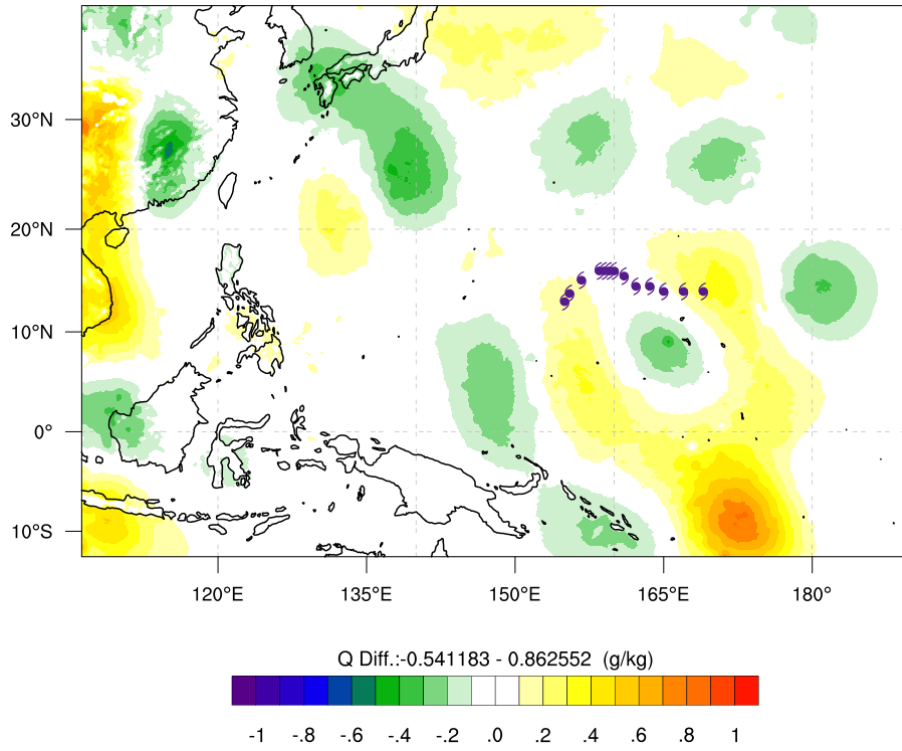 30°N
20°N
10°N
0°
10°S
120°E 135°E 150°E 165°E 180°
Q Diff.:-0.541183 - 0.862552 (g/kg)
-1 -.8 -.6 -.4 -.2 .0 .2 .4 .6 .8 1